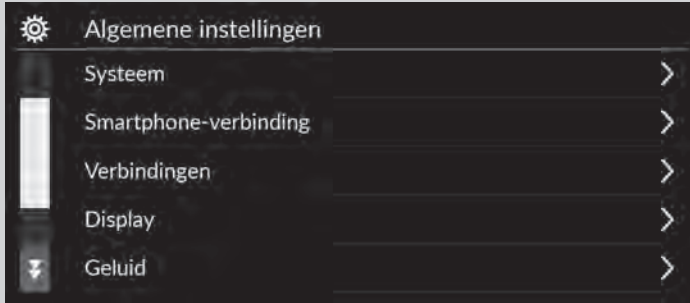 Algemene instellingen
Systeem
Smartphone-verbinding
Verbindingen
Display
Geluid